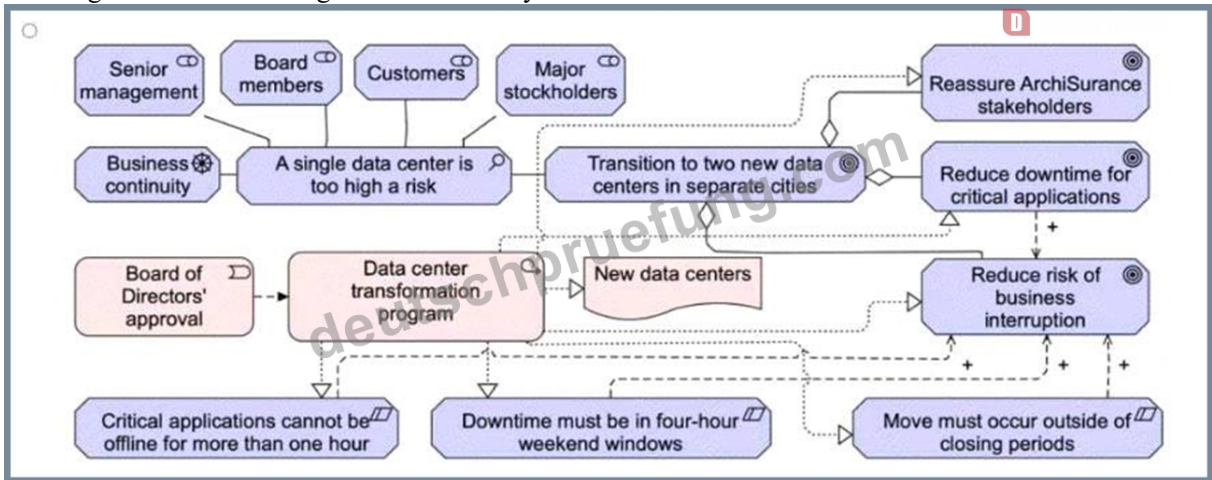 D
Senior
management
Board
members
Customers
Major
stockholders
Reassure ArchiSurance
stakeholders
Business
continuity
A single data center is
too high a risk
Transition to two new data
centers in separate cities
Reduce downtime for
critical applications
+
Board of
Directors'
approval
Data center
transformation
program
New data centers
Reduce risk of
business
interruption
+
+
+
Critical applications cannot be
offline for more than one hour
Downtime must be in four-hour
weekend windows
Move must occur outside of
closing periods
deutschpruefung.com